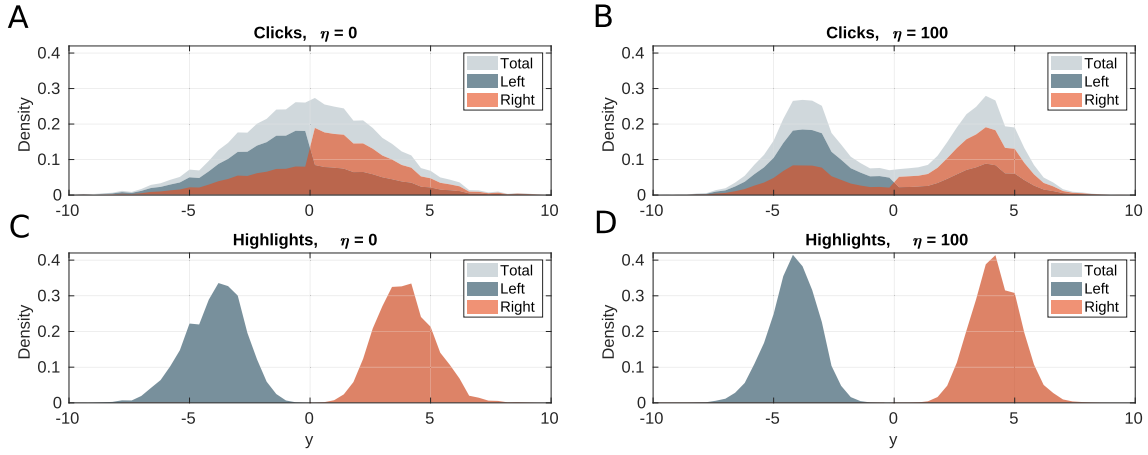 A
Clicks, η = 0
Density
0.4
0.3
0.2
0.1
0
-10
-5
0
5
10
Total
Left
Right
B
Clicks, η = 100
Density
0.4
0.3
0.2
0.1
0
-10
-5
0
5
10
Total
Left
Right
C
Highlights, η = 0
Density
0.4
0.3
0.2
0.1
0
-10
-5
0
5
10
y
Total
Left
Right
D
Highlights, η = 100
Density
0.4
0.3
0.2
0.1
0
-10
-5
0
5
10
y
Total
Left
Right